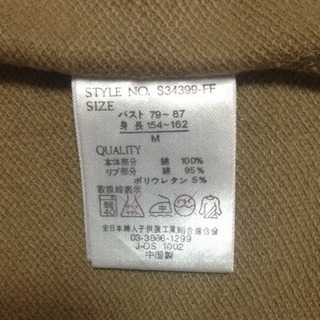 STYLE NO. S34399-FF
SIZE
バスト 79～87
身長 154～162
M
QUALITY
本体部分 綿 100%
リブ部分 綿 95%
ポリウレタン 5%
取扱絵表示
40
中
全日本婦人子供服工業組合連合会
03-3886-1299
J-OS 1002
中国製